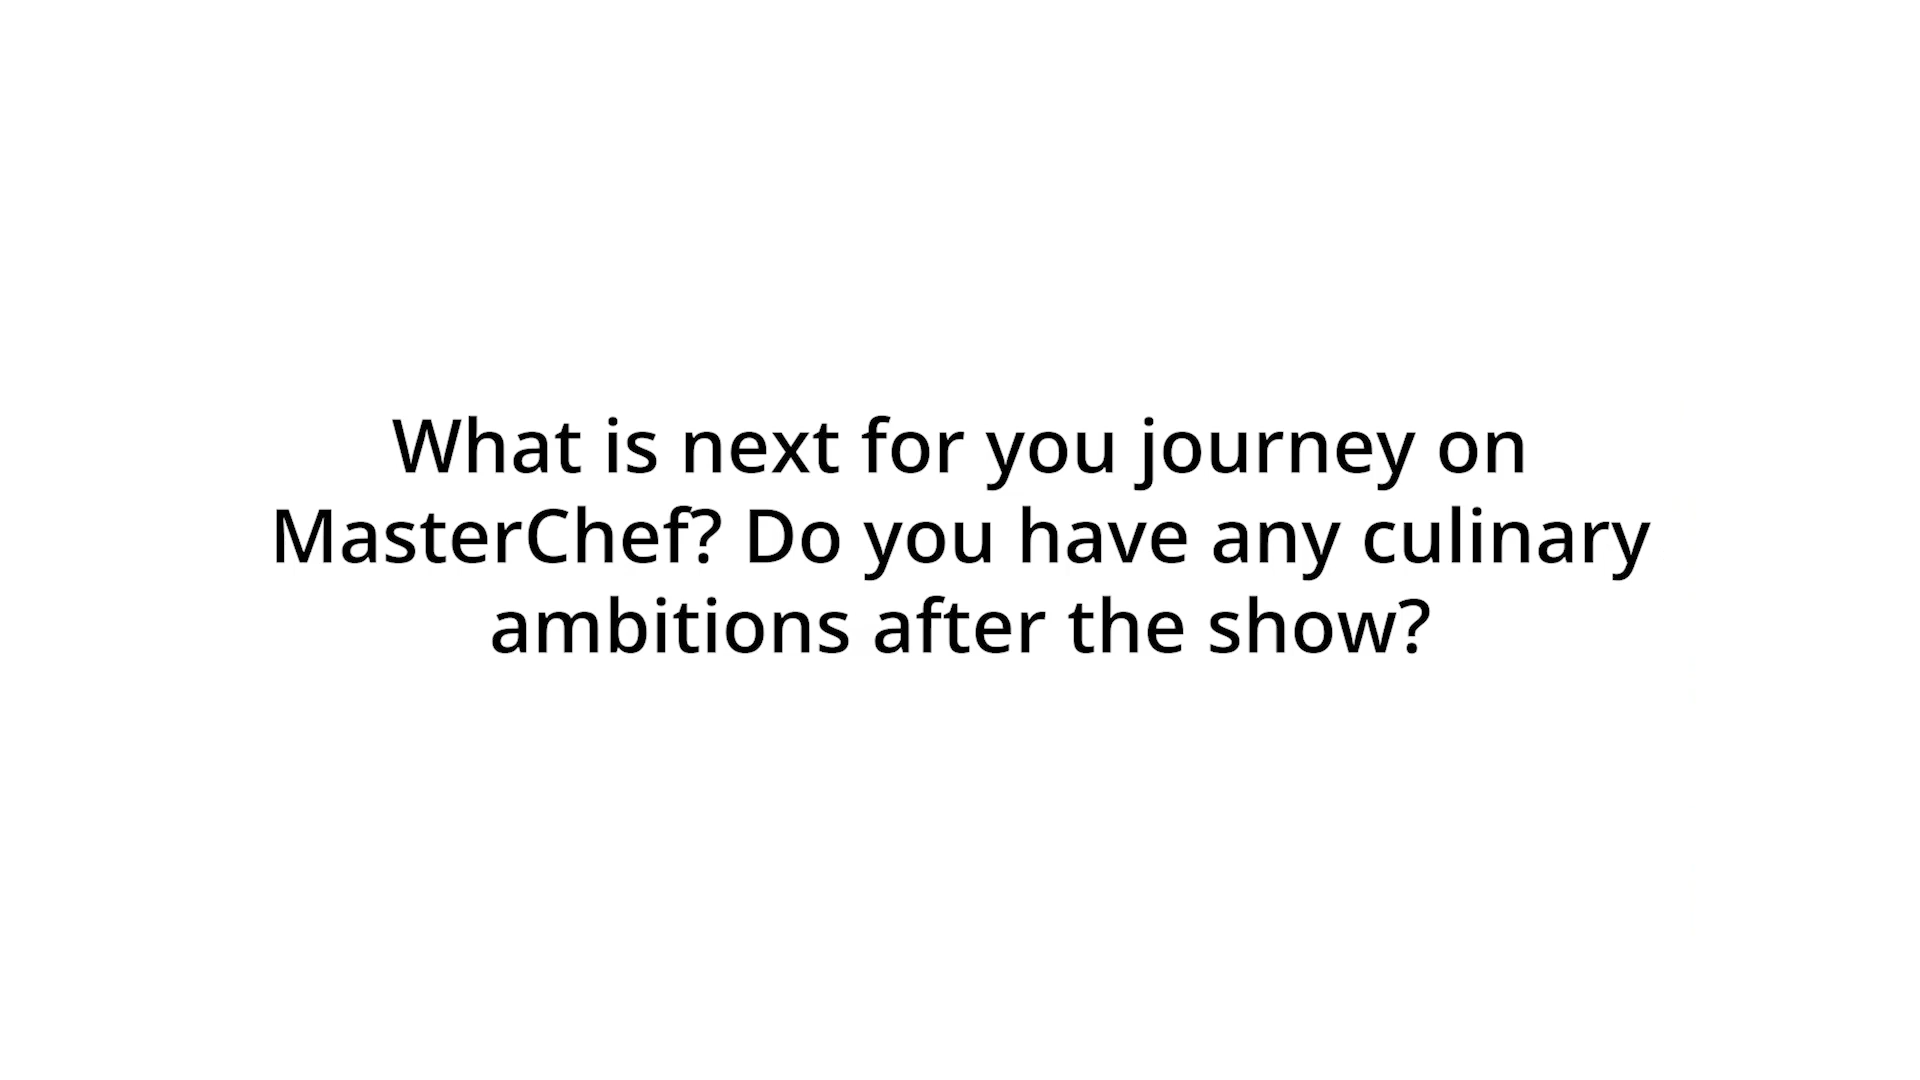 What is next for you journey on
MasterChef? Do you have any culinary
ambitions after the show?